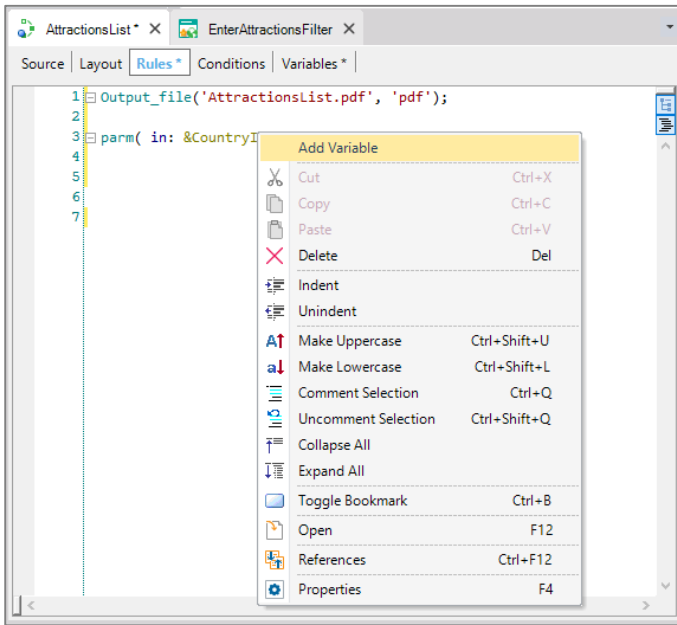 AttractionsList *
EnterAttractionsFilter
Source Layout Rules * Conditions Variables *
1 Output_file('AttractionsList.pdf', 'pdf');
2
3 parm( in: &CountryI
4
5
6
7
Add Variable
Cut Ctrl+X
Copy Ctrl+C
Paste Ctrl+V
Delete Del
Indent
Unindent
Make Uppercase Ctrl+Shift+U
Make Lowercase Ctrl+Shift+L
Comment Selection Ctrl+Q
Uncomment Selection Ctrl+Shift+Q
Collapse All
Expand All
Toggle Bookmark Ctrl+B
Open F12
References Ctrl+F12
Properties F4